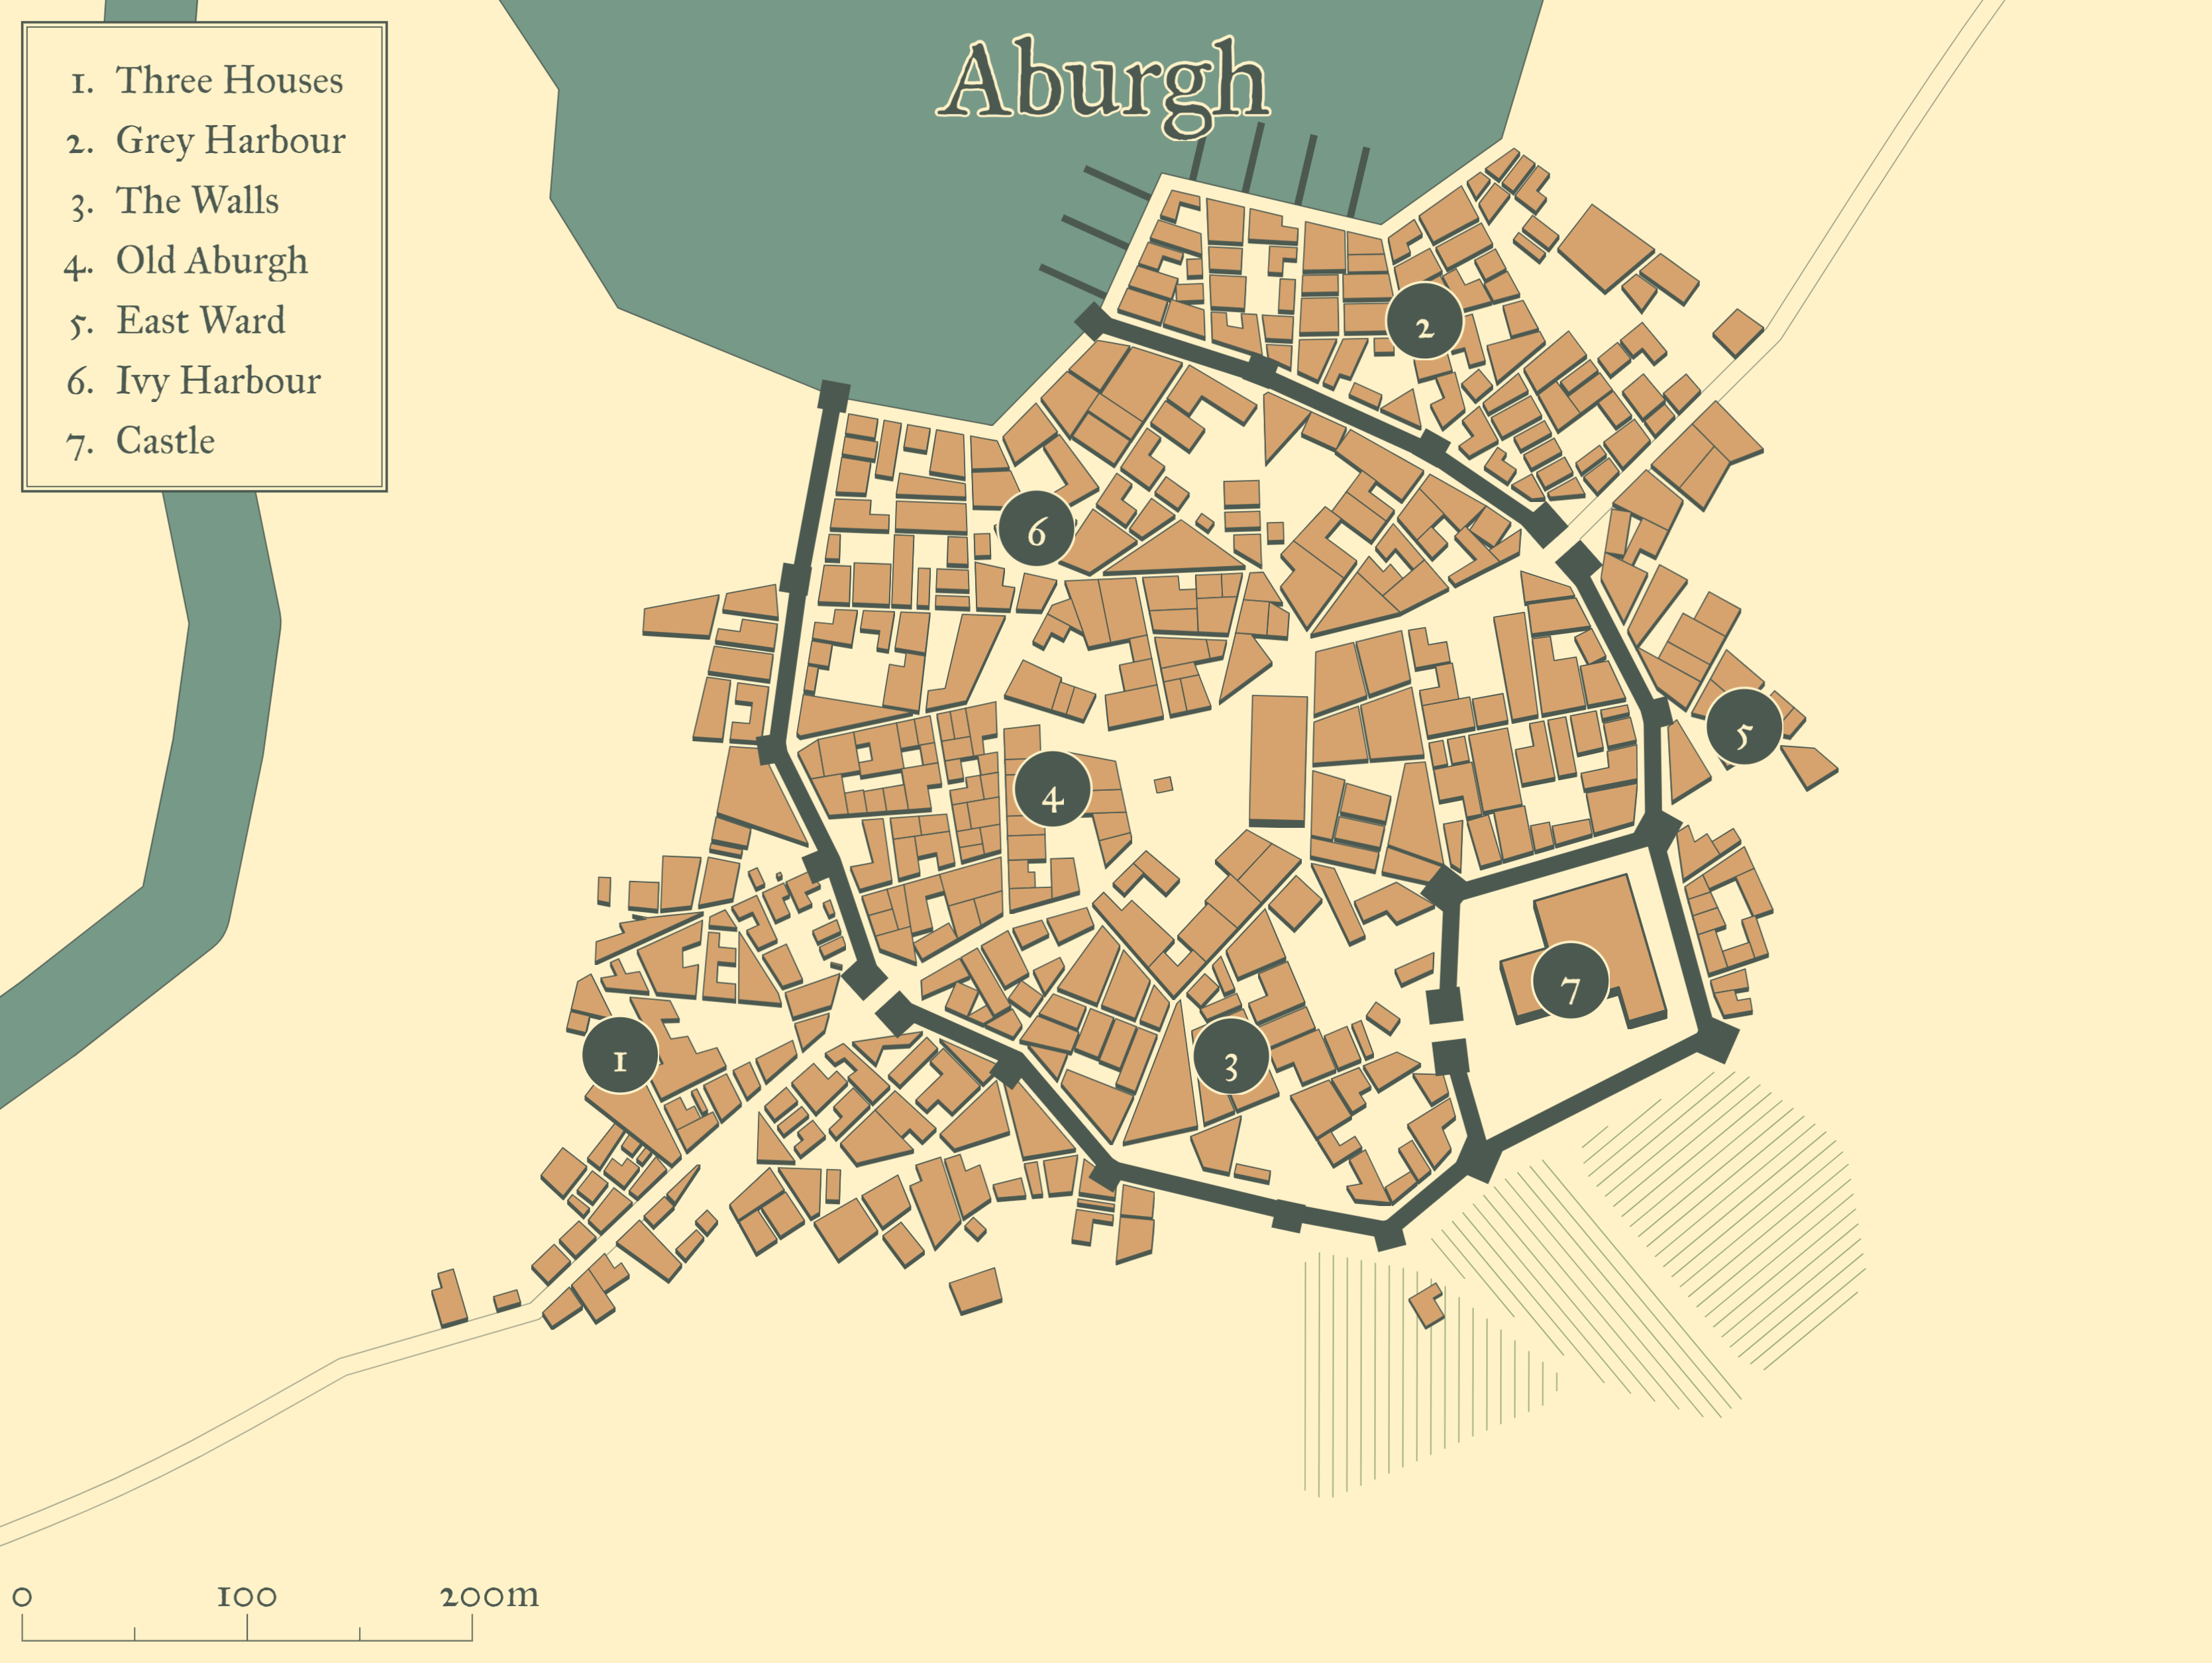 Aburgh
1. Three Houses
2. Grey Harbour
3. The Walls
4. Old Aburgh
5. East Ward
6. Ivy Harbour
7. Castle
2
6
5
4
7
1
3
0 100 200m